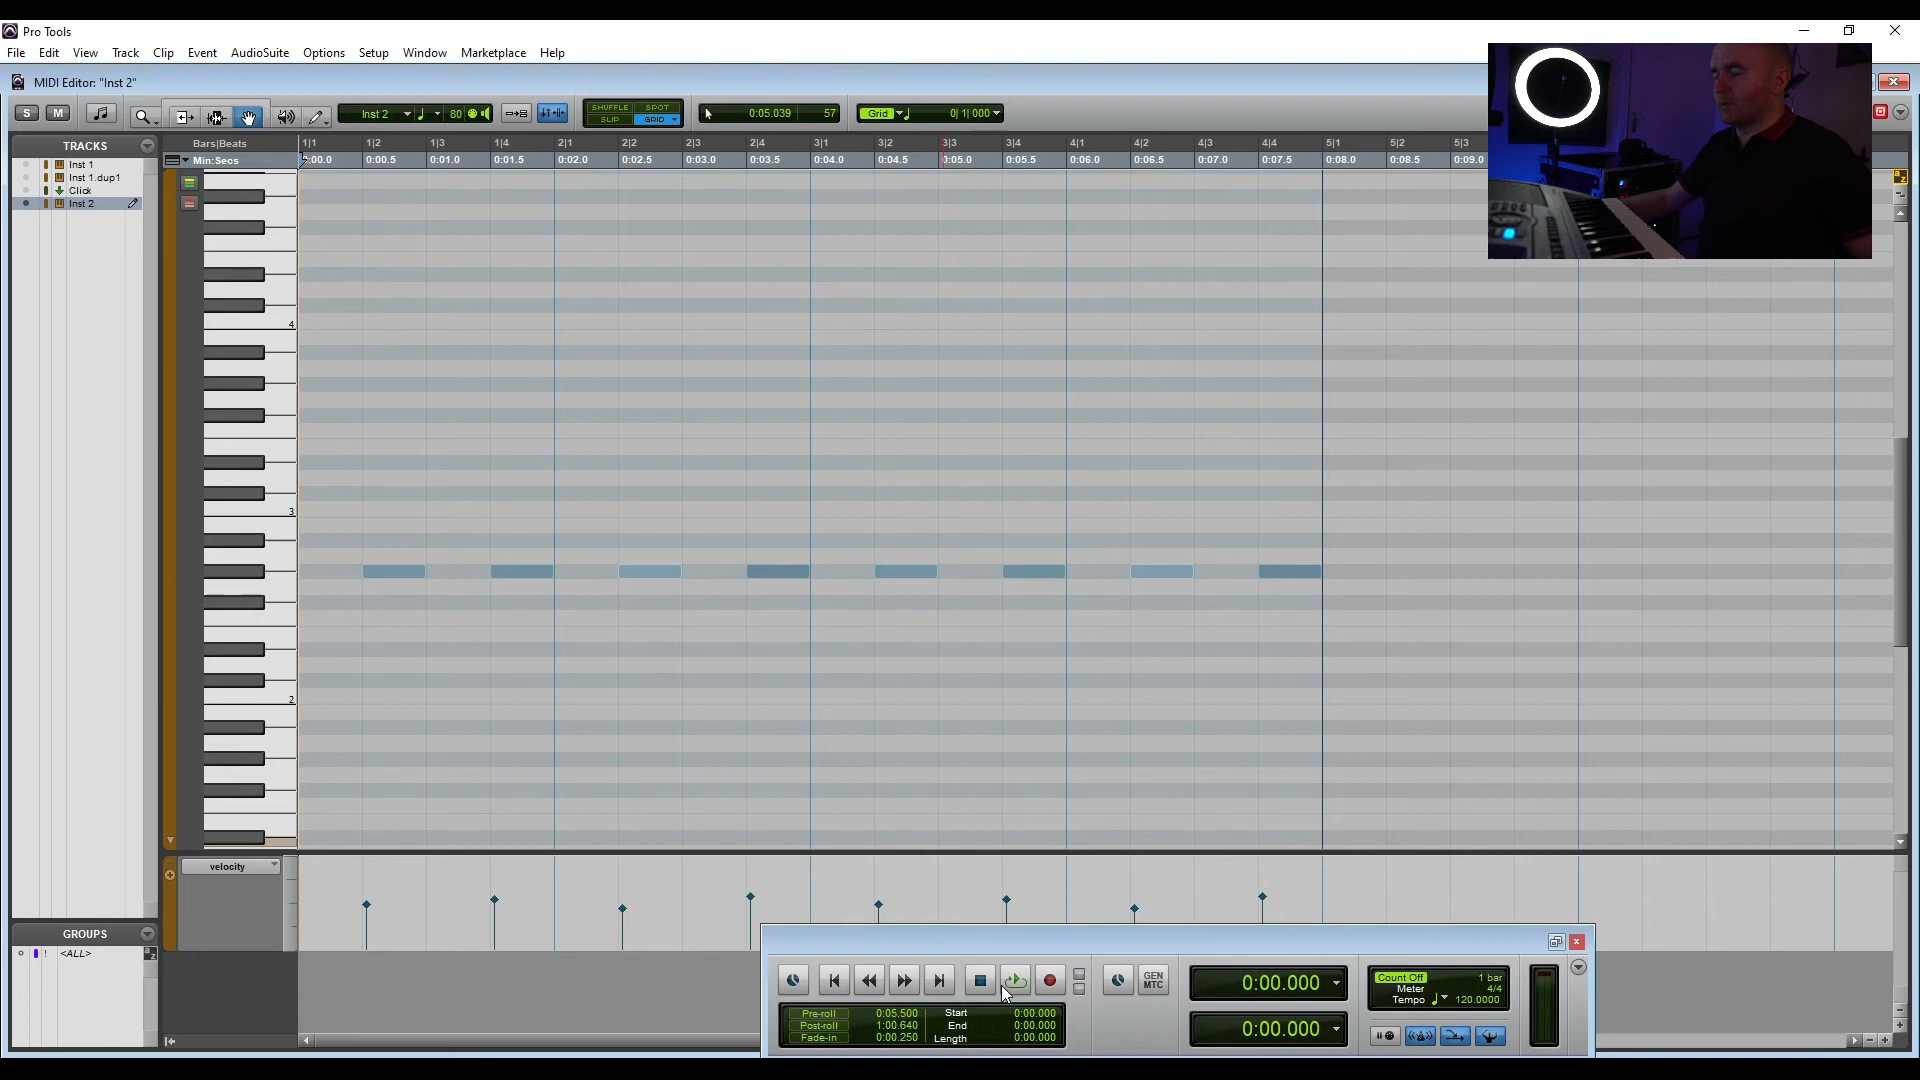 Pro Tools
File Edit View Track Clip Event AudioSuite Options Setup Window Marketplace Help
MIDI Editor: "Inst 2"
S M Inst 2 80 SHUFFLE SPOT SLIP GRID 0:05.039 57 Grid 0| 1| 000
TRACKS
Inst 1
Inst 1.dup1
Click
Inst 2
Bars|Beats 1|1 1|2 1|3 1|4 2|1 2|2 2|3 2|4 3|1 3|2 3|3 3|4 4|1 4|2 4|3 4|4 5|1 5|2 5|3
Min:Secs 0:00.0 0:00.5 0:01.0 0:01.5 0:02.0 0:02.5 0:03.0 0:03.5 0:04.0 0:04.5 0:05.0 0:05.5 0:06.0 0:06.5 0:07.0 0:07.5 0:08.0 0:08.5 0:09.0
4
3
2
velocity
GROUPS
! <ALL>
GEN MTC
0:00.000
0:00.000
Count Off 1 bar
Meter 4/4
Tempo 120.0000
Pre-roll 0:05.500 Start 0:00.000
Post-roll 1:00.640 End 0:00.000
Fade-in 0:00.250 Length 0:00.000